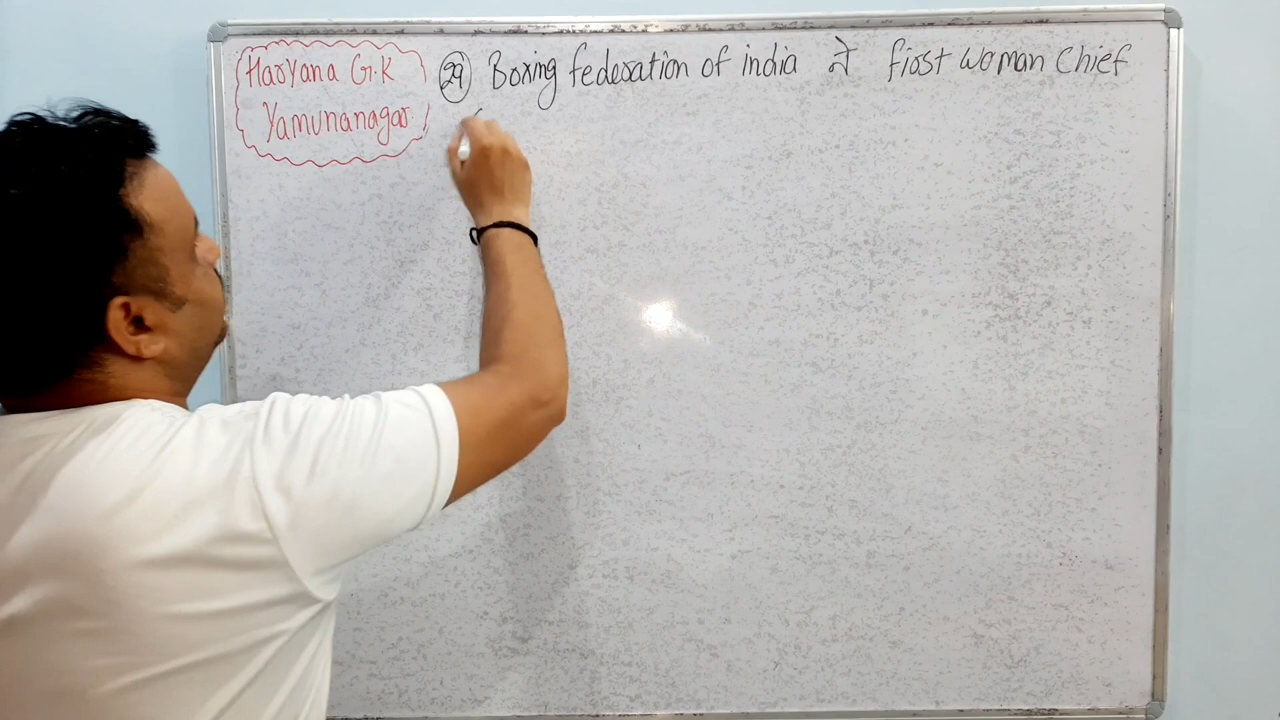 Haryana G.K
Yamunanagar
29 Boxing federation of india ने first woman Chief